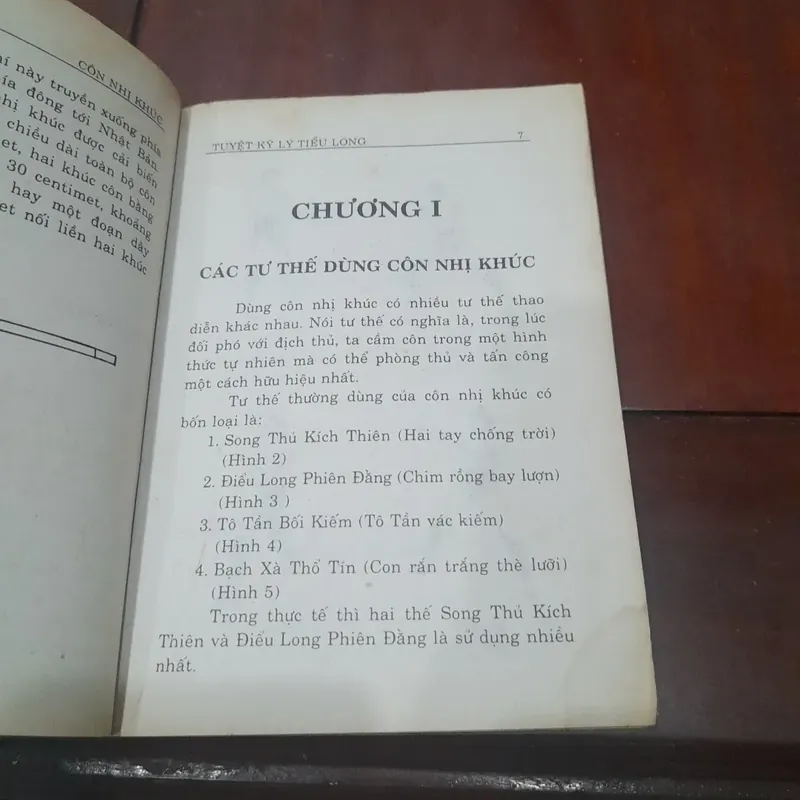 CÔN NHỊ KHÚC
này truyền xuống phía
đông tới Nhật Bản.
khúc được cải biến
chiều dài toàn bộ côn
hai khúc côn bằng
30 centimet, khoảng
hay một đoạn dây
nối liền hai khúc
TUYỆT KỸ LÝ TIỂU LONG 7
CHƯƠNG I
CÁC TƯ THẾ DÙNG CÔN NHỊ KHÚC
Dùng côn nhị khúc có nhiều tư thế thao
diễn khác nhau. Nói tư thế có nghĩa là, trong lúc
đối phó với địch thủ, ta cầm côn trong một hình
thức tự nhiên mà có thể phòng thủ và tấn công
một cách hữu hiệu nhất.
Tư thế thường dùng của côn nhị khúc có
bốn loại là:
1. Song Thủ Kích Thiên (Hai tay chống trời)
(Hình 2)
2. Điểu Long Phiên Đằng (Chim rồng bay lượn)
(Hình 3 )
3. Tô Tần Bối Kiếm (Tô Tần vác kiếm)
(Hình 4)
4. Bạch Xà Thổ Tín (Con rắn trắng thè lưỡi)
(Hình 5)
Trong thực tế thì hai thế Song Thủ Kích
Thiên và Điểu Long Phiên Đằng là sử dụng nhiều
nhất.